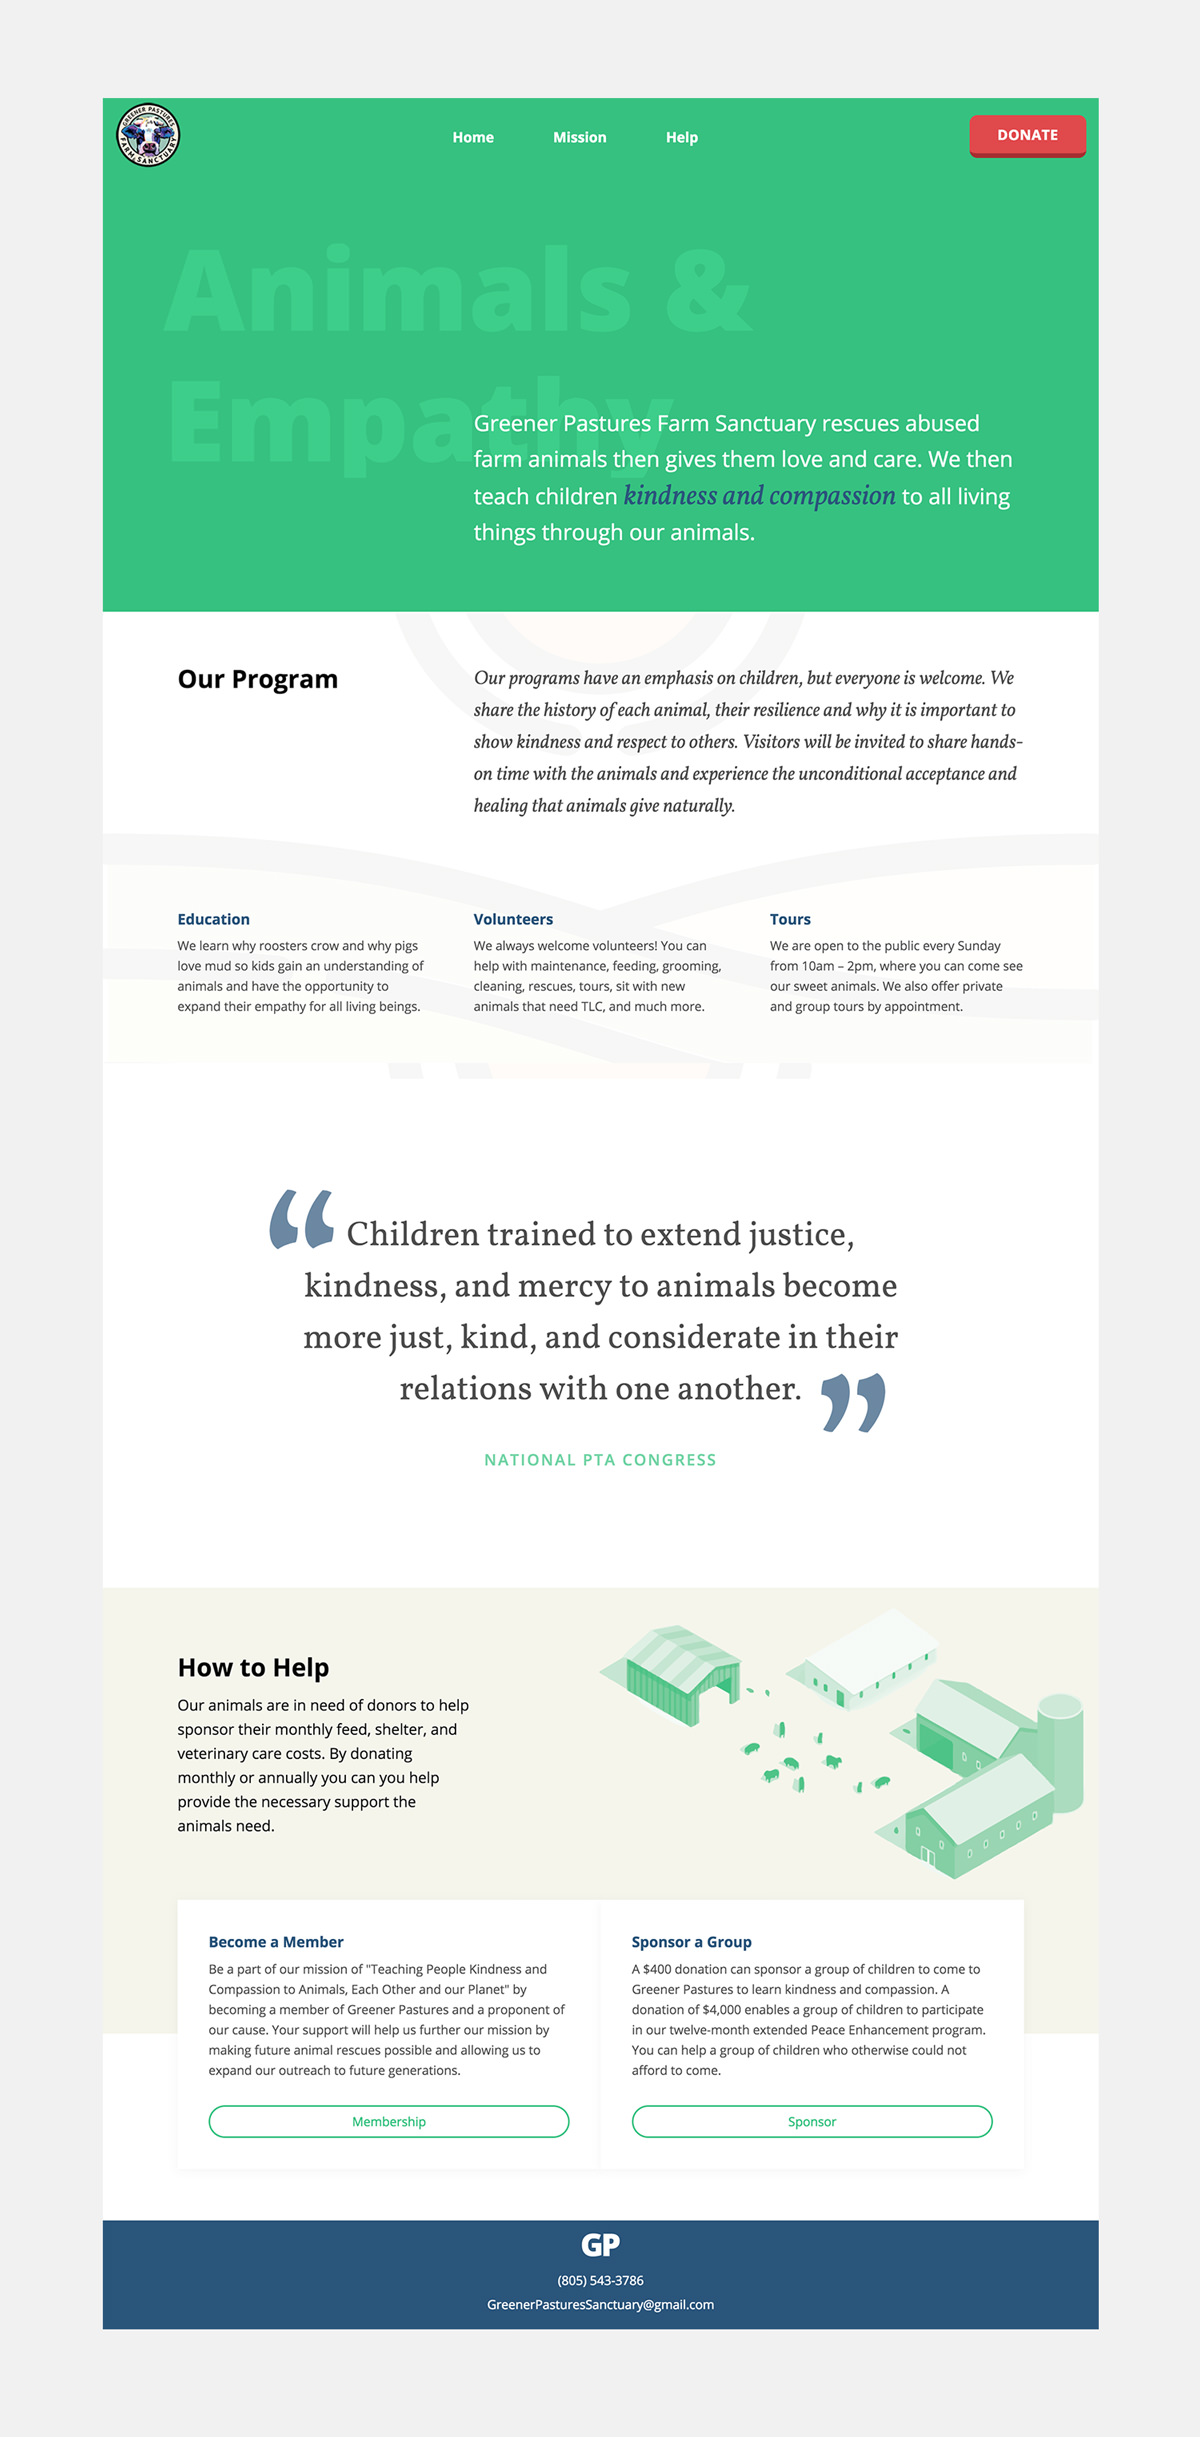 GREENER PASTURES
FARM SANCTUARY
Home
Mission
Help
DONATE
Animals &
Empathy
Greener Pastures Farm Sanctuary rescues abused
farm animals then gives them love and care. We then
teach children kindness and compassion to all living
things through our animals.
Our Program
Our programs have an emphasis on children, but everyone is welcome. We
share the history of each animal, their resilience and why it is important to
show kindness and respect to others. Visitors will be invited to share hands-
on time with the animals and experience the unconditional acceptance and
healing that animals give naturally.
Education
We learn why roosters crow and why pigs
love mud so kids gain an understanding of
animals and have the opportunity to
expand their empathy for all living beings.
Volunteers
We always welcome volunteers! You can
help with maintenance, feeding, grooming,
cleaning, rescues, tours, sit with new
animals that need TLC, and much more.
Tours
We are open to the public every Sunday
from 10am – 2pm, where you can come see
our sweet animals. We also offer private
and group tours by appointment.
“ Children trained to extend justice,
kindness, and mercy to animals become
more just, kind, and considerate in their
relations with one another. ”
NATIONAL PTA CONGRESS
How to Help
Our animals are in need of donors to help
sponsor their monthly feed, shelter, and
veterinary care costs. By donating
monthly or annually you can you help
provide the necessary support the
animals need.
Become a Member
Be a part of our mission of "Teaching People Kindness and
Compassion to Animals, Each Other and our Planet" by
becoming a member of Greener Pastures and a proponent of
our cause. Your support will help us further our mission by
making future animal rescues possible and allowing us to
expand our outreach to future generations.
Membership
Sponsor a Group
A $400 donation can sponsor a group of children to come to
Greener Pastures to learn kindness and compassion. A
donation of $4,000 enables a group of children to participate
in our twelve-month extended Peace Enhancement program.
You can help a group of children who otherwise could not
afford to come.
Sponsor
GP
(805) 543-3786
GreenerPasturesSanctuary@gmail.com